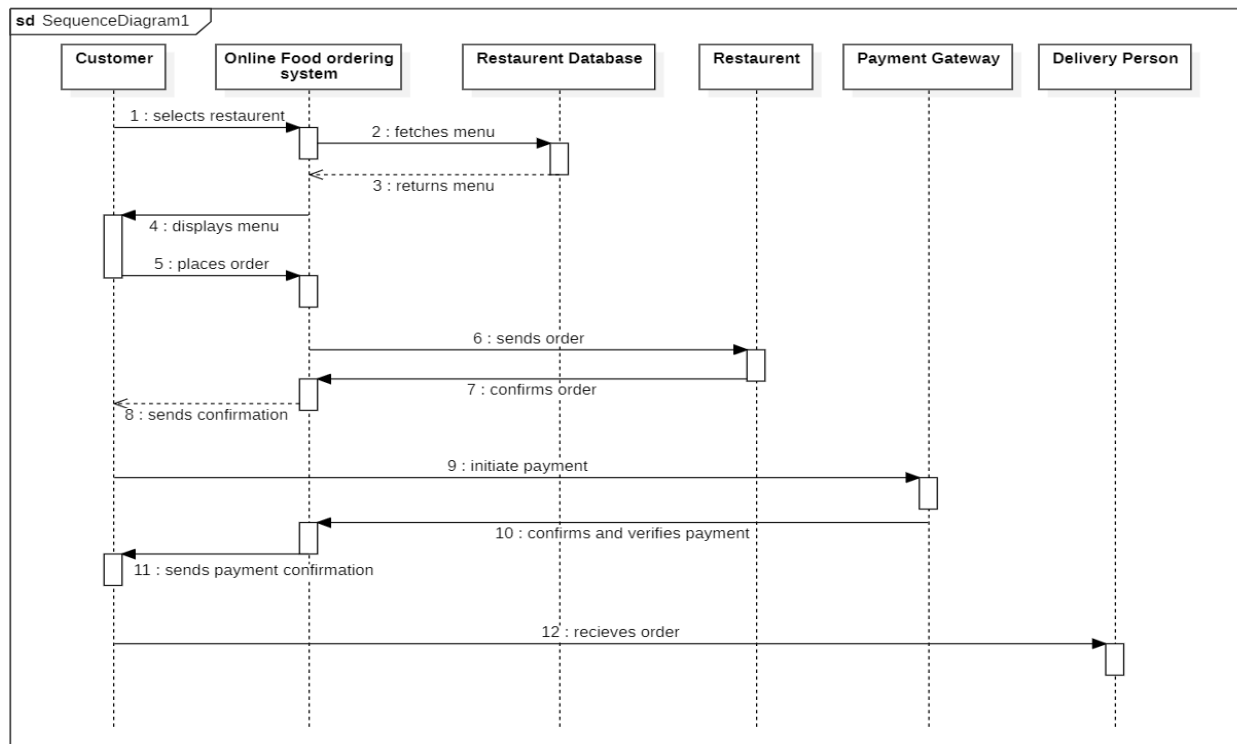 sd SequenceDiagram1
Customer
Online Food ordering
system
Restaurent Database
Restaurent
Payment Gateway
Delivery Person
1 : selects restaurent
2 : fetches menu
3 : returns menu
4 : displays menu
5 : places order
6 : sends order
7 : confirms order
8 : sends confirmation
9 : initiate payment
10 : confirms and verifies payment
11 : sends payment confirmation
12 : recieves order